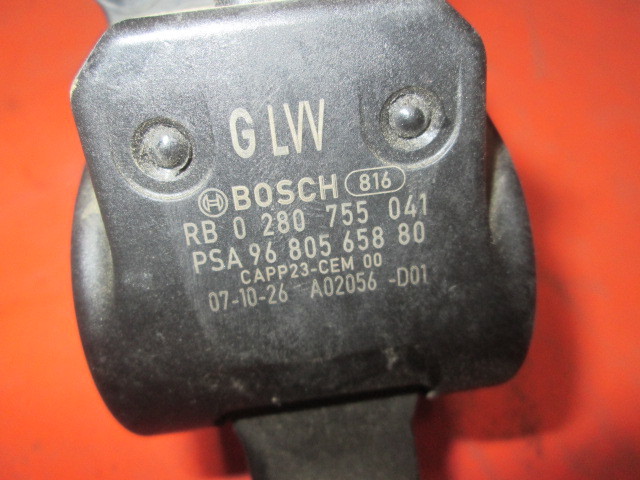 G LVV
BOSCH 816
RB 0 280 755 041
PSA 96 805 658 80
CAPP23-CEM 00
07-10-26 A02056 -D01